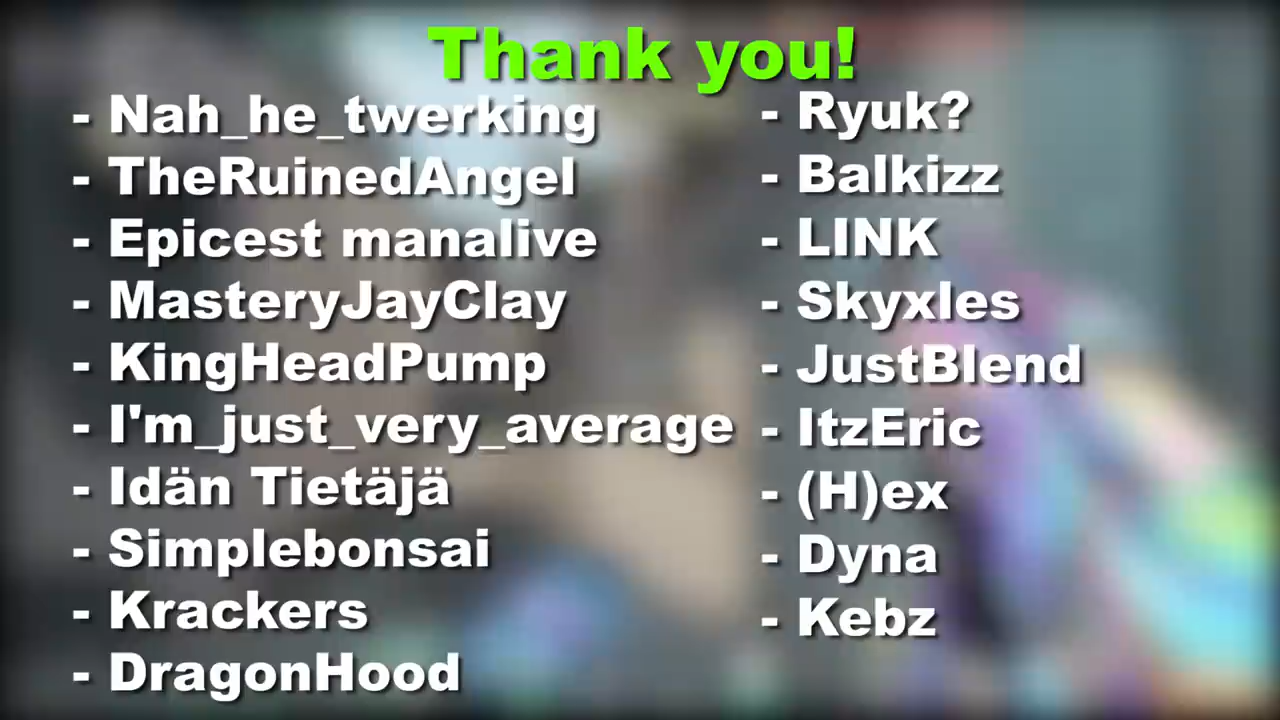 Thank you!
- Nah_he_twerking
- TheRuinedAngel
- Epicest manalive
- MasteryJayClay
- KingHeadPump
- I'm_just_very_average
- Idän Tietäjä
- Simplebonsai
- Krackers
- DragonHood
- Ryuk?
- Balkizz
- LINK
- Skyxles
- JustBlend
- ItzEric
- (H)ex
- Dyna
- Kebz